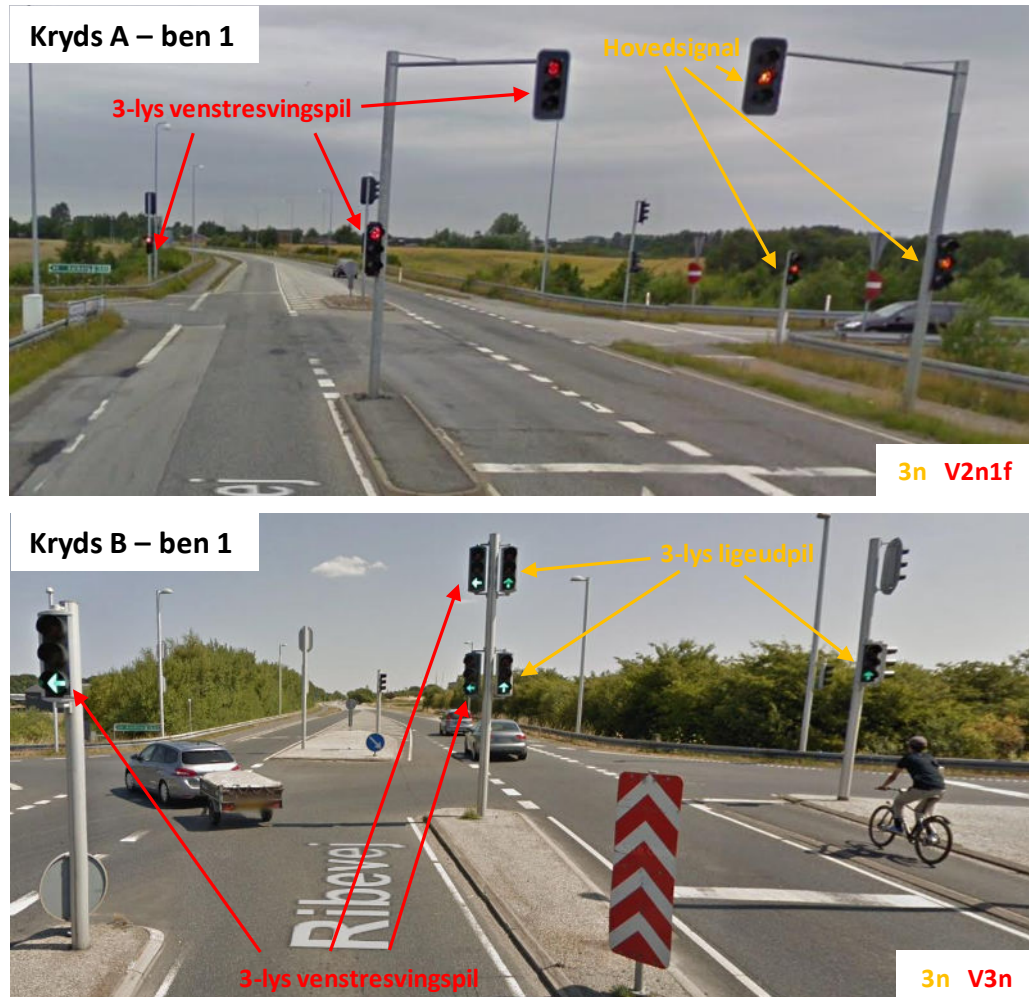 Kryds A – ben 1
Hovedsignal
3-lys venstresvingspil
3n V2n1f
Kryds B – ben 1
3-lys ligeudpil
Ribevej
3-lys venstresvingspil
3n V3n